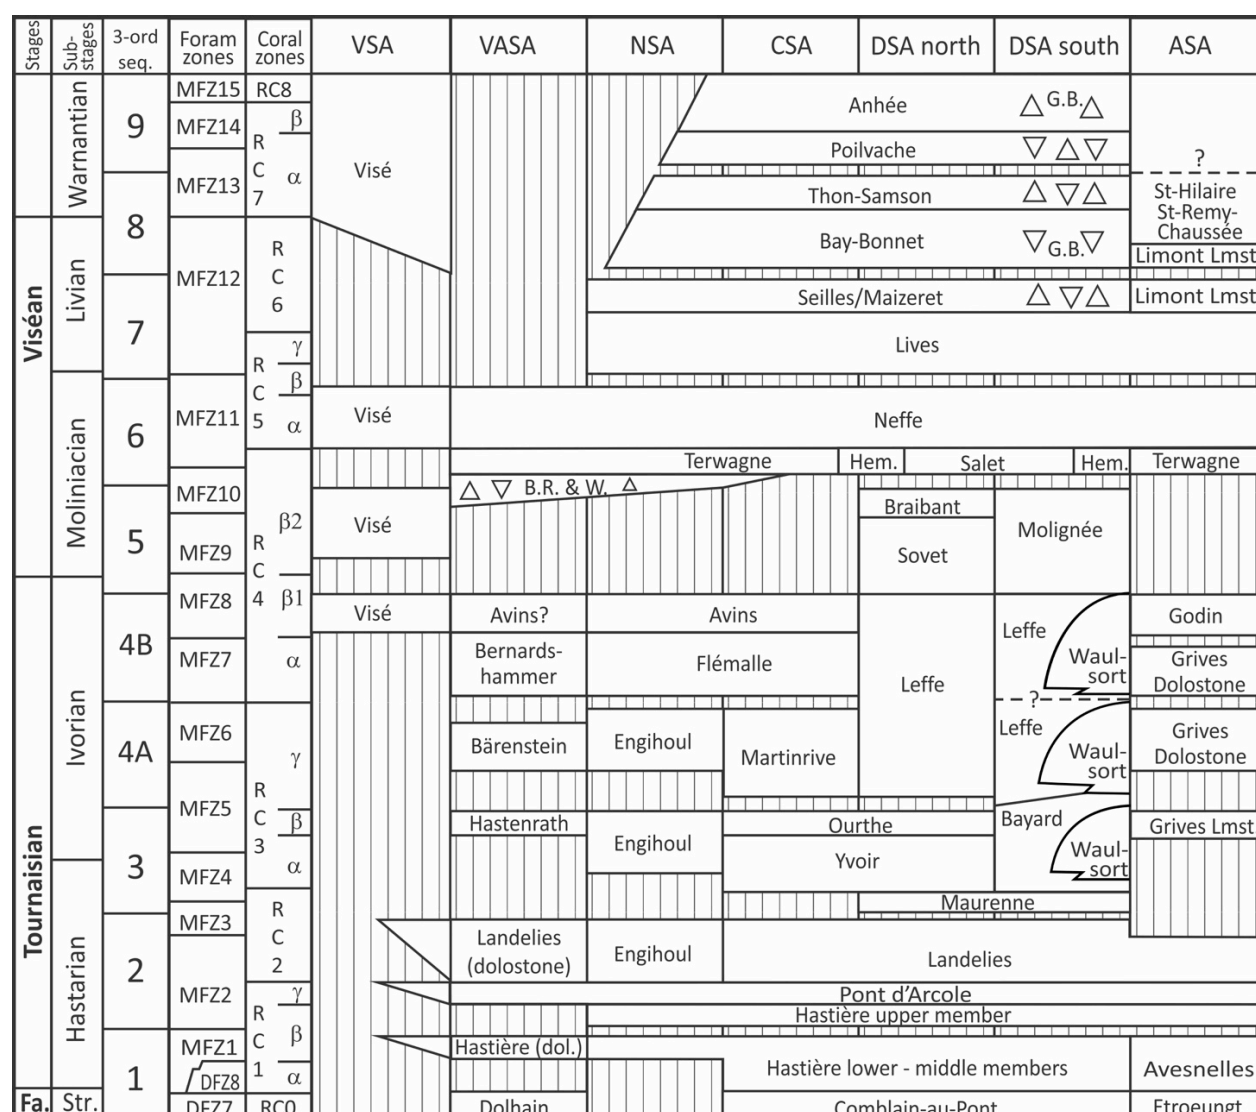 Stages
Sub-
stages
3-ord
seq.
Foram
zones
Coral
zones
VSA
VASA
NSA
CSA
DSA north
DSA south
ASA
Viséan
Tournaisian
Fa.
Warnantian
Livian
Moliniacian
Ivorian
Hastarian
Str.
9
8
7
6
5
4B
4A
3
2
1
MFZ15
MFZ14
MFZ13
MFZ12
MFZ11
MFZ10
MFZ9
MFZ8
MFZ7
MFZ6
MFZ5
MFZ4
MFZ3
MFZ2
MFZ1
DFZ8
DFZ7
RC8
R
C
7
β
α
R
C
6
R
C
5
γ
β
α
R
C
4
β2
β1
α
R
C
3
γ
β
α
R
C
2
R
C
1
γ
β
α
RC0
Visé
Visé
Visé
Visé
Anhée
G.B.
Poilvache
Thon-Samson
Bay-Bonnet
G.B.
?
St-Hilaire
St-Remy-
Chaussée
Limont Lmst
Seilles/Maizeret
Limont Lmst
Lives
Neffe
Terwagne
Hem.
Salet
Hem.
Terwagne
B.R. & W.
Braibant
Sovet
Molignée
Avins?
Avins
Leffe
Leffe
Waul-
sort
Godin
Bernards-
hammer
Flémalle
Grives
Dolostone
?
Bärenstein
Engihoul
Martinrive
Leffe
Waul-
sort
Grives
Dolostone
Hastenrath
Engihoul
Ourthe
Bayard
Waul-
sort
Grives Lmst
Yvoir
Maurenne
Landelies
(dolostone)
Engihoul
Landelies
Pont d'Arcole
Hastière upper member
Hastière (dol.)
Hastière lower - middle members
Avesnelles
Dolhain
Comblain-au-Pont
Etroeungt